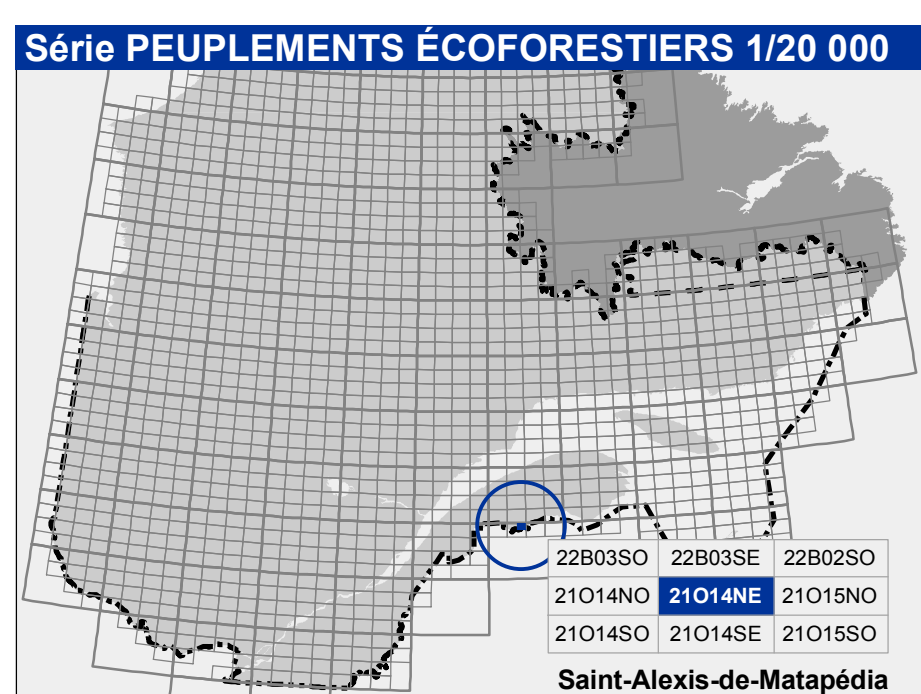 Série PEUPLEMENTS ÉCOFORESTIERS 1/20 000
22B03SO 22B03SE 22B02SO
21O14NO 21O14NE 21O15NO
21O14SO 21O14SE 21O15SO
Saint-Alexis-de-Matapédia